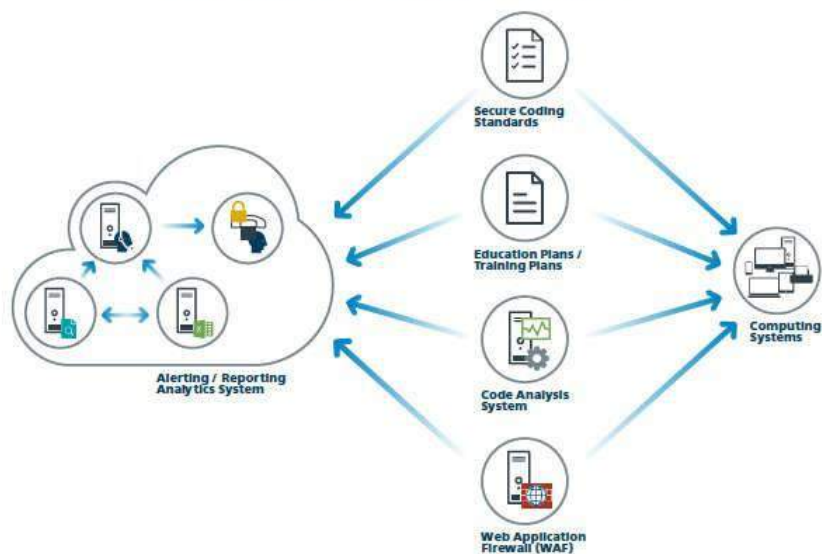 Secure Coding
Standards
Education Plans /
Training Plans
Computing
Systems
Alerting / Reporting
Analytics System
Code Analysis
System
Web Application
Firewall (WAF)